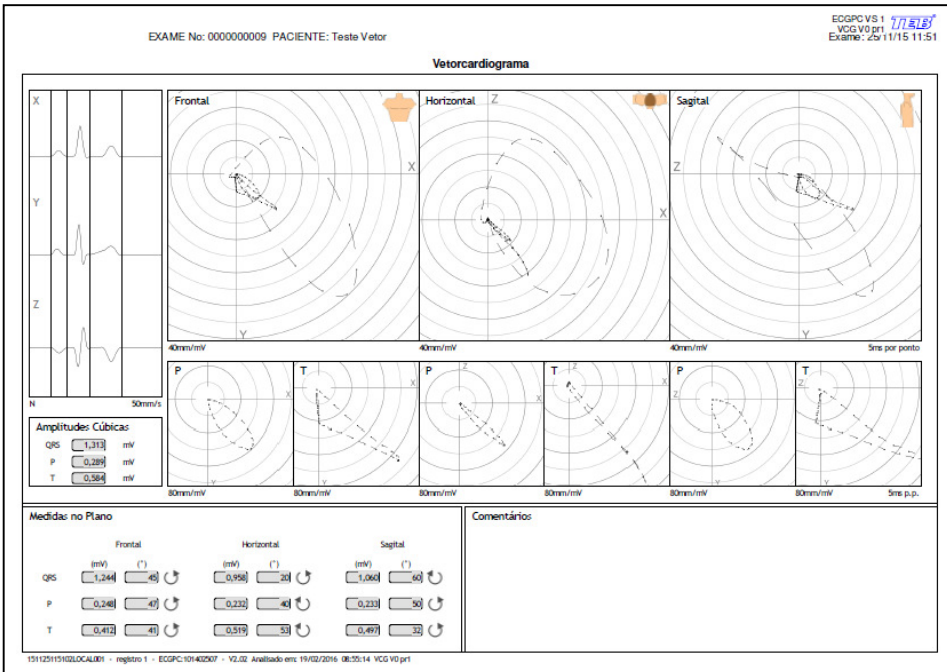 ECGPC VS 1 TEB
VCG V0 pr1
EXAME No: 0000000009 PACIENTE: Teste Vetor
Exame: 25/11/15 11:51
Vetorcardiograma
X
Y
Z
N 50mm/s
Frontal
X
Y
40mm/mV
Horizontal
Z
X
40mm/mV
Sagital
Z
Y
5ms por ponto
P
X
Y
80mm/mV
T
X
80mm/mV
P
Z
X
80mm/mV
T
Z
X
80mm/mV
P
Z
Y
80mm/mV
T
Z
Y
5ms p.p.
Amplitudes Cúbicas
QRS 1,313 mV
P 0,289 mV
T 0,584 mV
Medidas no Plano
Frontal Horizontal Sagital
(mV) (°) (mV) (°) (mV) (°)
QRS 1,244 45 0,958 20 1,060 60
P 0,248 47 0,232 40 0,233 50
T 0,412 41 0,519 53 0,497 32
Comentários
151125115102LOCAL001 - registro 1 - ECGPC:101402507 - V2.02 Analisado em: 19/02/2016 08:55:14 VCG V0 pr1